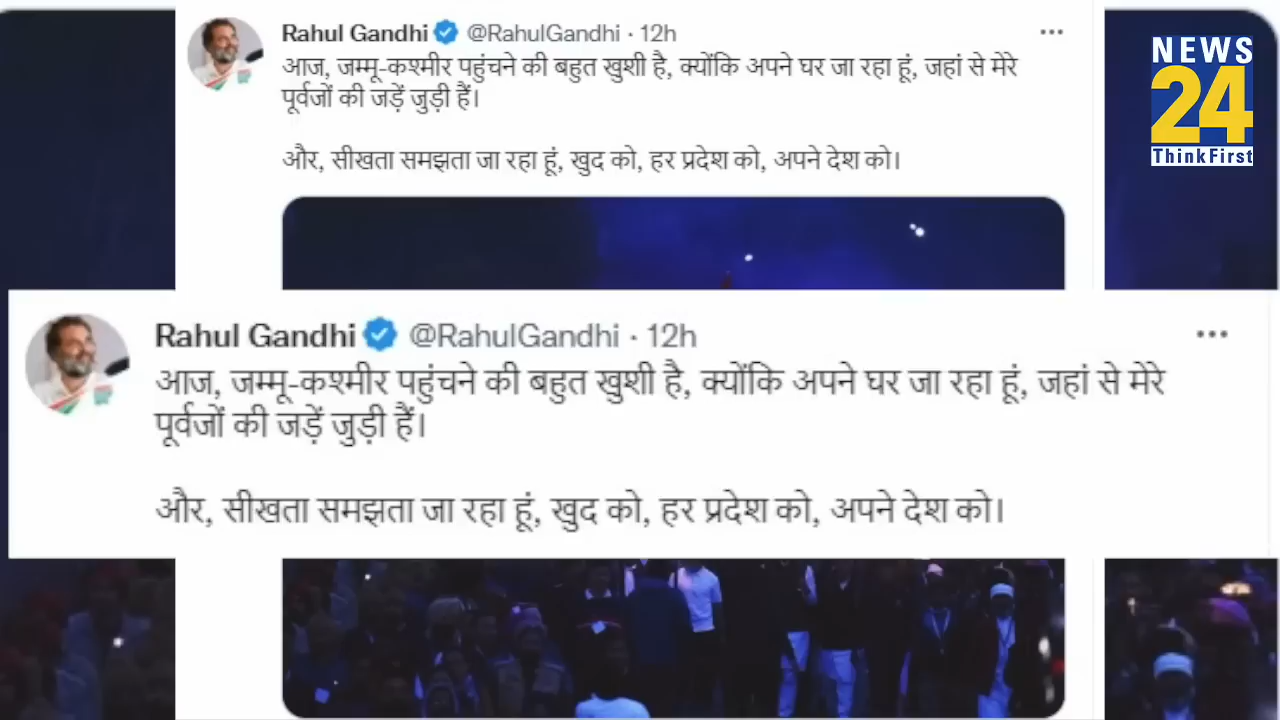 Rahul Gandhi @RahulGandhi · 12h
आज, जम्मू-कश्मीर पहुंचने की बहुत खुशी है, क्योंकि अपने घर जा रहा हूं, जहां से मेरे
पूर्वजों की जड़ें जुड़ी हैं।
और, सीखता समझता जा रहा हूं, खुद को, हर प्रदेश को, अपने देश को।
NEWS
24
ThinkFirst
Rahul Gandhi @RahulGandhi · 12h
आज, जम्मू-कश्मीर पहुंचने की बहुत खुशी है, क्योंकि अपने घर जा रहा हूं, जहां से मेरे
पूर्वजों की जड़ें जुड़ी हैं।
और, सीखता समझता जा रहा हूं, खुद को, हर प्रदेश को, अपने देश को।